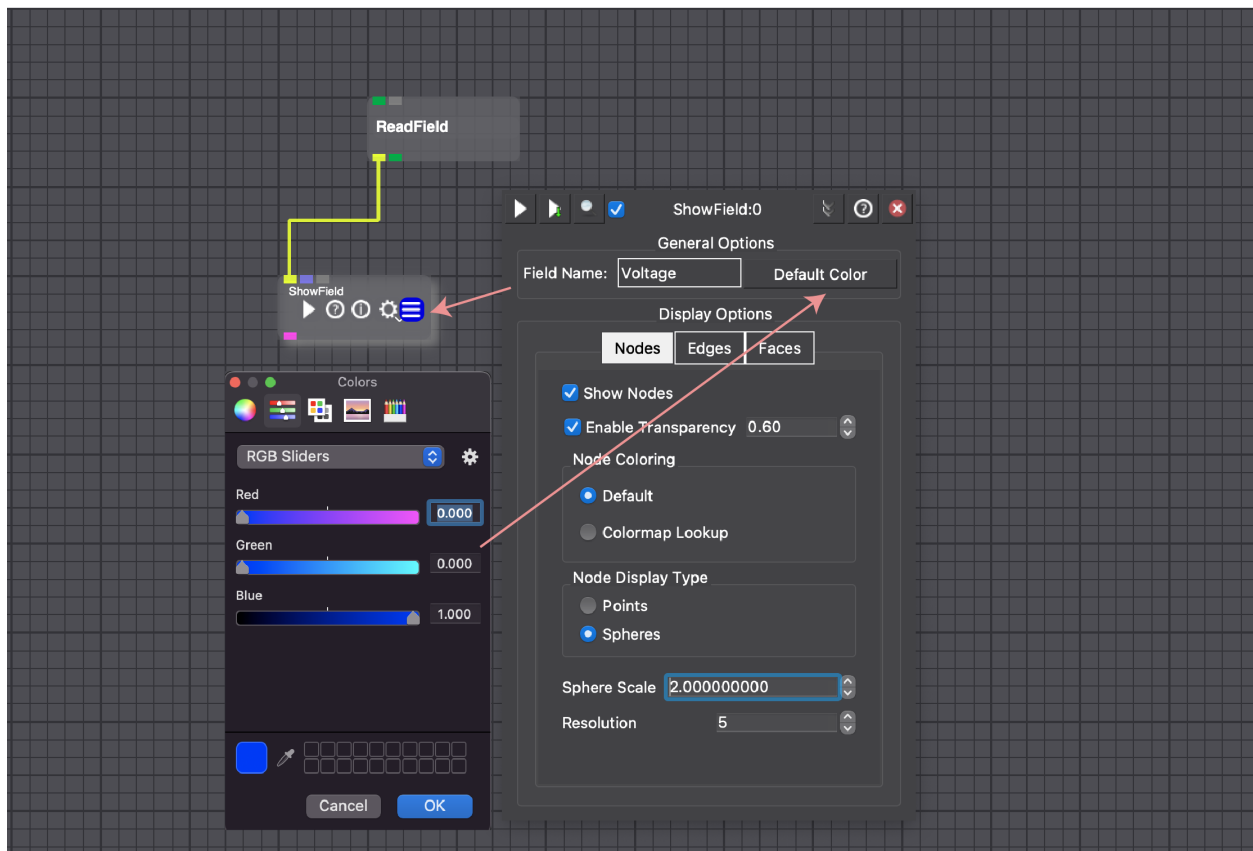 ReadField
ShowField
ShowField:0
General Options
Field Name: Voltage Default Color
Display Options
Nodes Edges Faces
Show Nodes
Enable Transparency 0.60
Node Coloring
Default
Colormap Lookup
Node Display Type
Points
Spheres
Sphere Scale 2.000000000
Resolution 5
Colors
RGB Sliders
Red
0.000
Green
0.000
Blue
1.000
Cancel OK